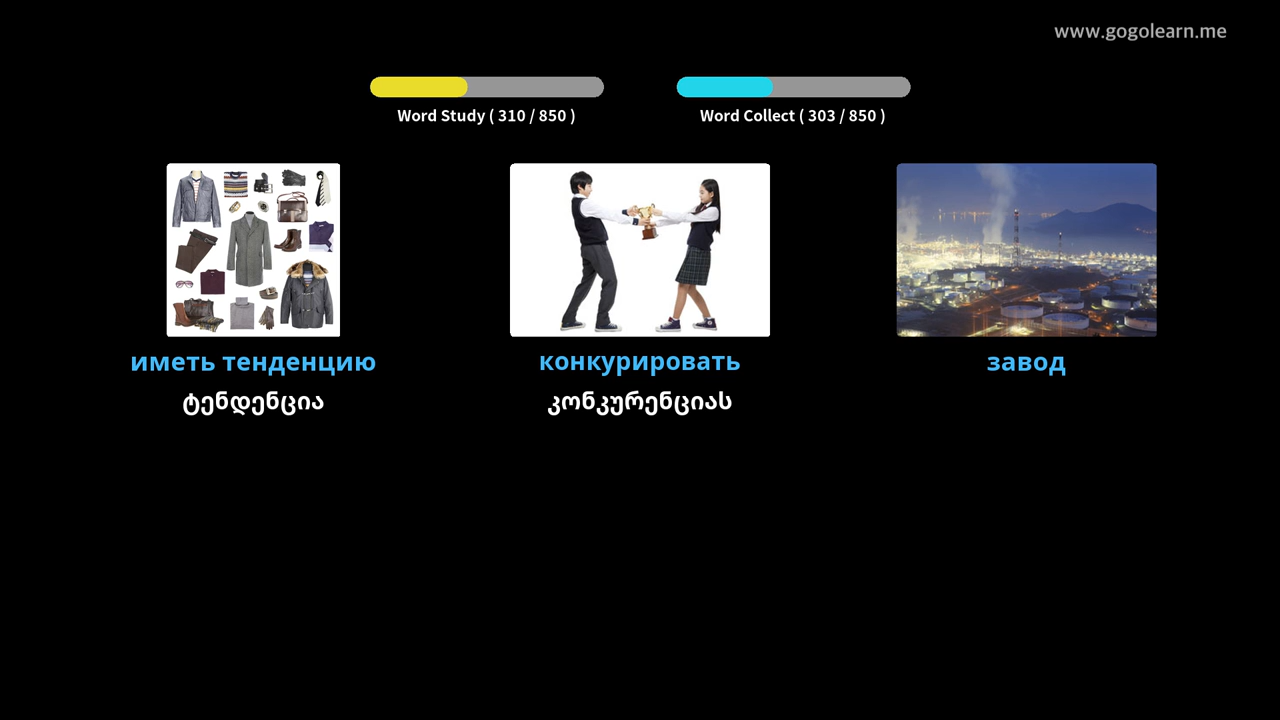 www.gogolearn.me
Word Study ( 310 / 850 )
Word Collect ( 303 / 850 )
иметь тенденцию
конкурировать
завод
ტენდენცია
კონკურენციას